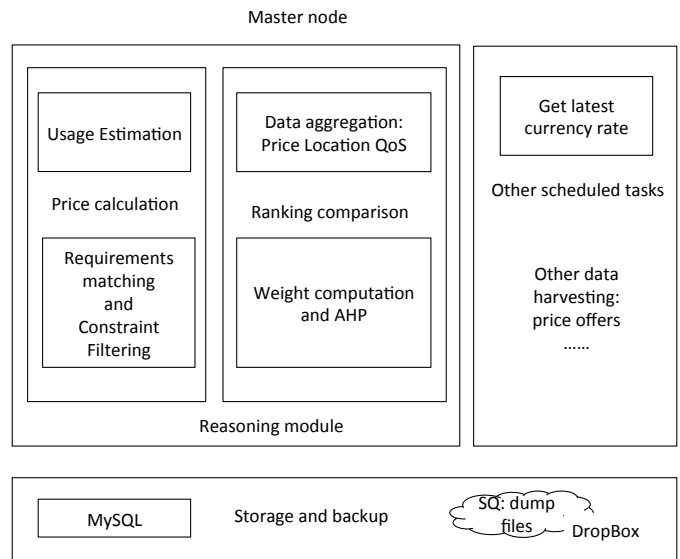 Master node
Usage Estimation
Price calculation
Requirements
matching
and
Constraint
Filtering
Data aggregation:
Price Location QoS
Ranking comparison
Weight computation
and AHP
Reasoning module
Get latest
currency rate
Other scheduled tasks
Other data
harvesting:
price offers
......
MySQL
Storage and backup
SQ: dump
files
DropBox